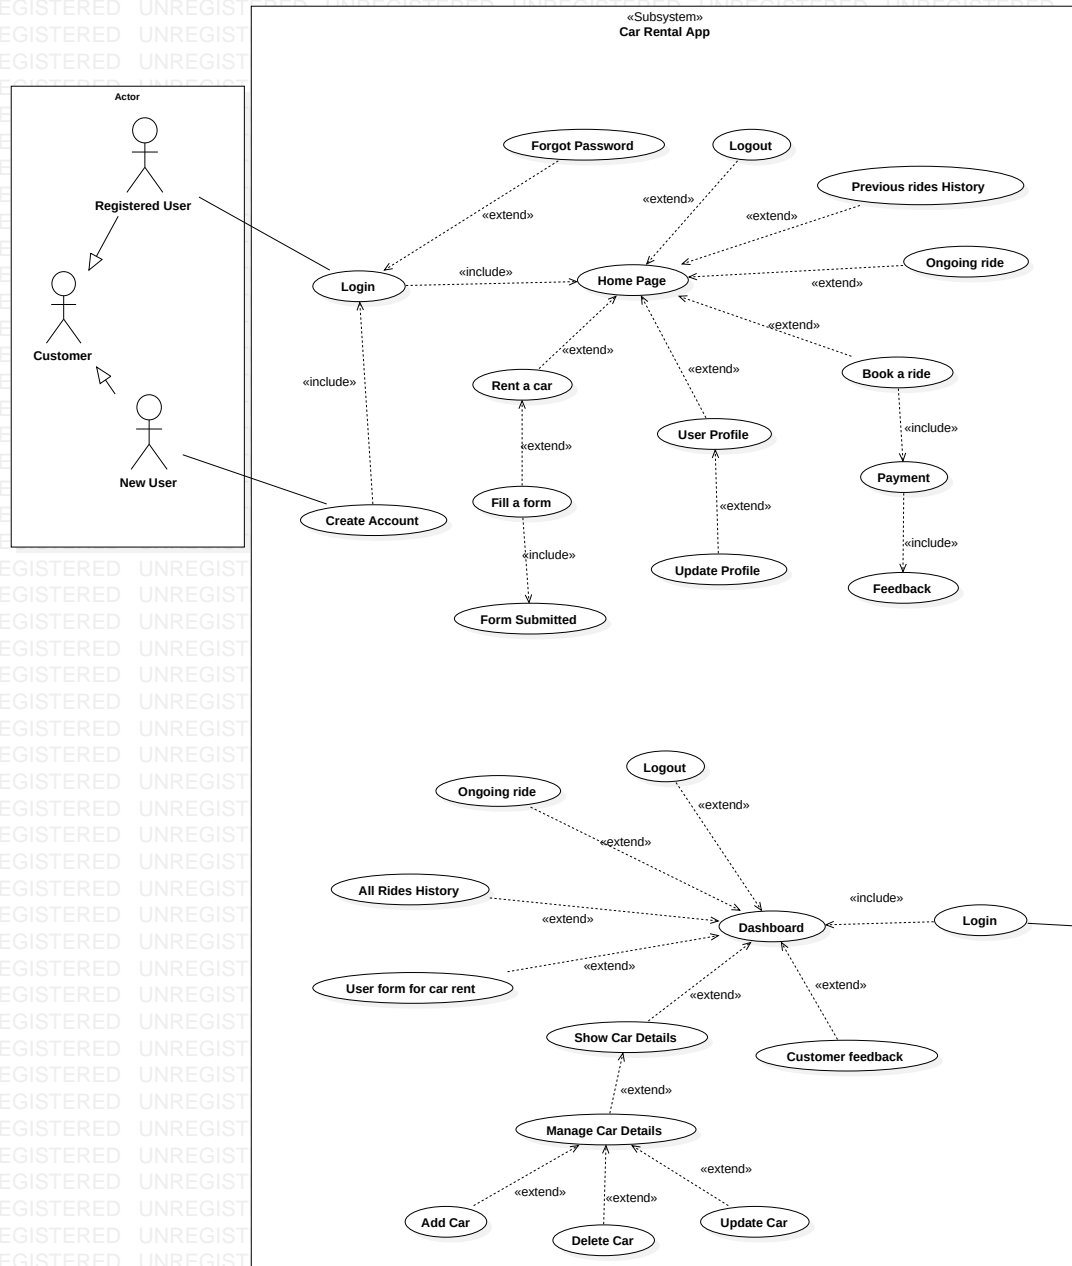 «Subsystem»
Car Rental App
Actor
Registered User
Customer
New User
Forgot Password
Logout
Previous rides History
«extend»
«extend»
«extend»
Ongoing ride
Login
«include»
Home Page
«extend»
«extend»
«extend»
«extend»
«include»
Rent a car
Book a ride
«extend»
User Profile
«include»
Fill a form
Payment
«extend»
Create Account
«include»
«include»
Update Profile
Feedback
Form Submitted
Logout
Ongoing ride
«extend»
«extend»
All Rides History
«include»
«extend»
Dashboard
Login
«extend»
User form for car rent
«extend»
«extend»
Show Car Details
Customer feedback
«extend»
Manage Car Details
«extend»
«extend»
«extend»
Add Car
Delete Car
Update Car
UNREGISTERED